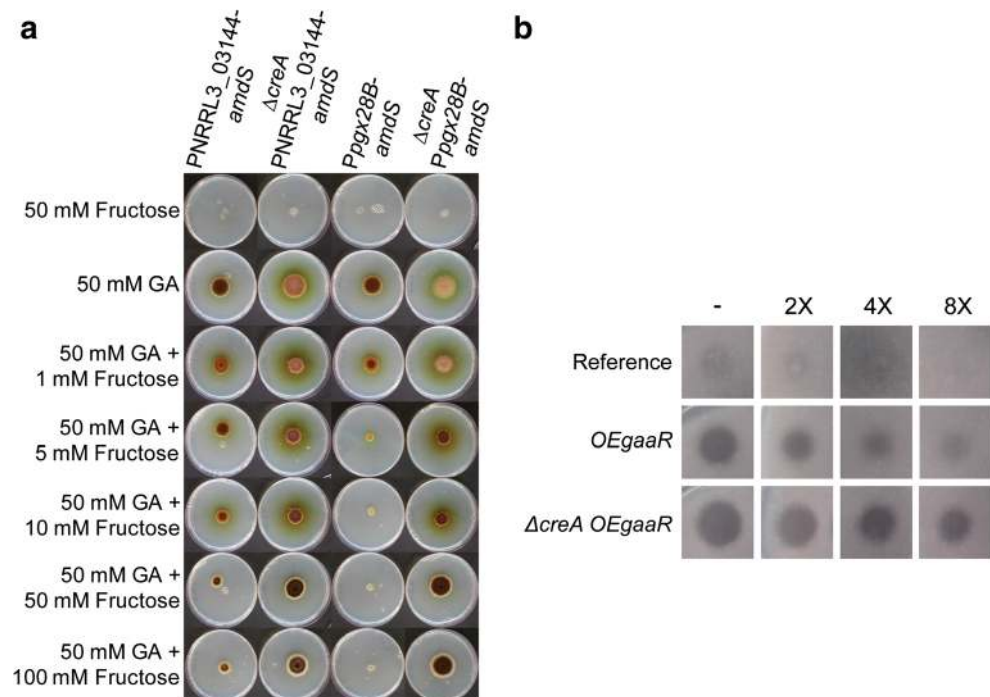 a
PNRRL3_03144-
amdS
ΔcreA
PNRRL3_03144-
amdS
Ppgx28B-
amdS
ΔcreA
Ppgx28B-
amdS
50 mM Fructose
50 mM GA
50 mM GA +
1 mM Fructose
50 mM GA +
5 mM Fructose
50 mM GA +
10 mM Fructose
50 mM GA +
50 mM Fructose
50 mM GA +
100 mM Fructose
b
- 2X 4X 8X
Reference
OEgaaR
ΔcreA OEgaaR